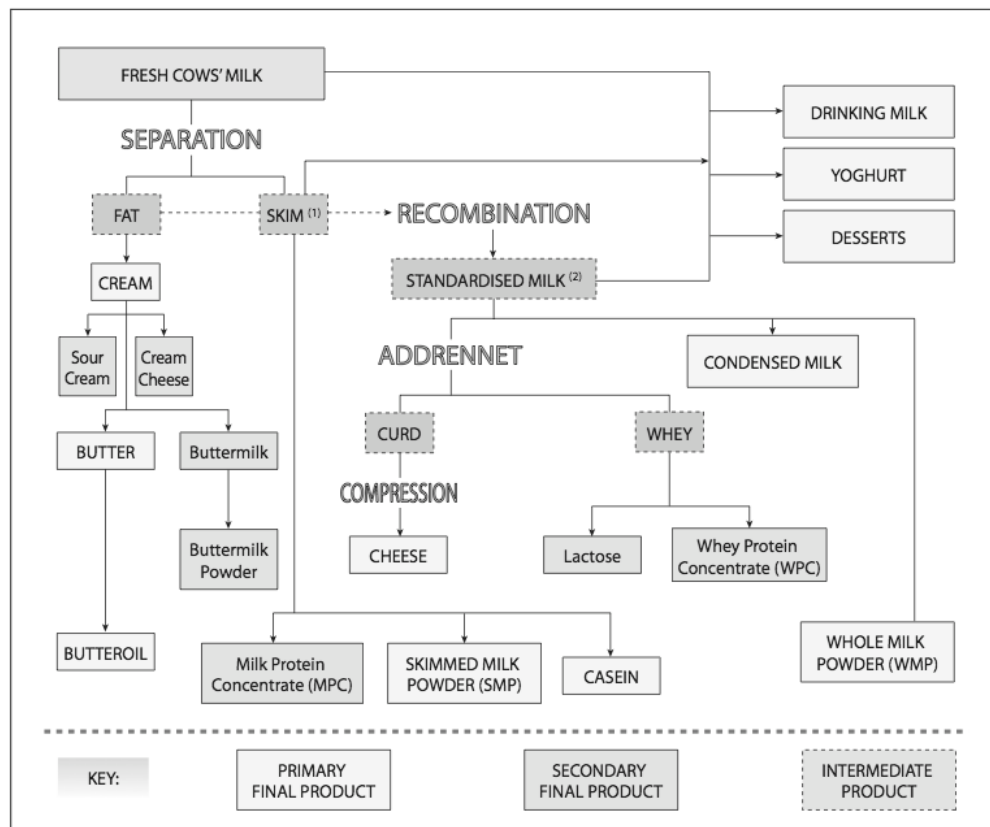 FRESH COWS' MILK
SEPARATION
DRINKING MILK
YOGHURT
FAT
SKIM (1)
RECOMBINATION
DESSERTS
CREAM
STANDARDISED MILK (2)
Sour
Cream
Cream
Cheese
ADDRENNET
CONDENSED MILK
BUTTER
Buttermilk
CURD
WHEY
COMPRESSION
Buttermilk
Powder
CHEESE
Lactose
Whey Protein
Concentrate (WPC)
BUTTEROIL
Milk Protein
Concentrate (MPC)
SKIMMED MILK
POWDER (SMP)
CASEIN
WHOLE MILK
POWDER (WMP)
KEY:
PRIMARY
FINAL PRODUCT
SECONDARY
FINAL PRODUCT
INTERMEDIATE
PRODUCT